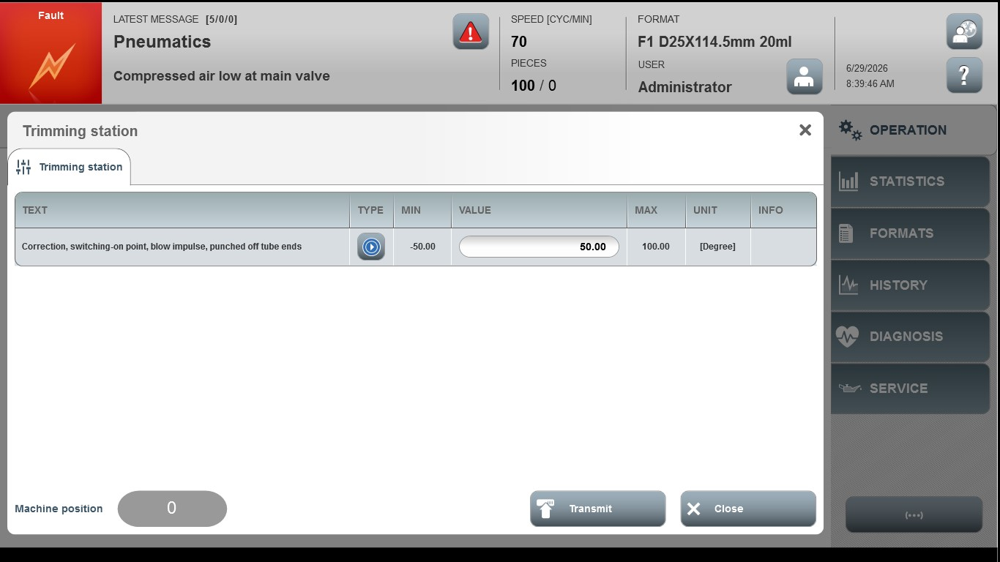 Fault
LATEST MESSAGE [5/0/0]
Pneumatics
Compressed air low at main valve
SPEED [CYC/MIN]
70
PIECES
100 / 0
FORMAT
F1 D25X114.5mm 20ml
USER
Administrator
6/29/2026
8:39:46 AM
?
Trimming station
Trimming station
TEXT TYPE MIN VALUE MAX UNIT INFO
Correction, switching-on point, blow impulse, punched off tube ends -50.00 50.00 100.00 [Degree]
Machine position 0
Transmit
Close
OPERATION
STATISTICS
FORMATS
HISTORY
DIAGNOSIS
SERVICE
(•••)